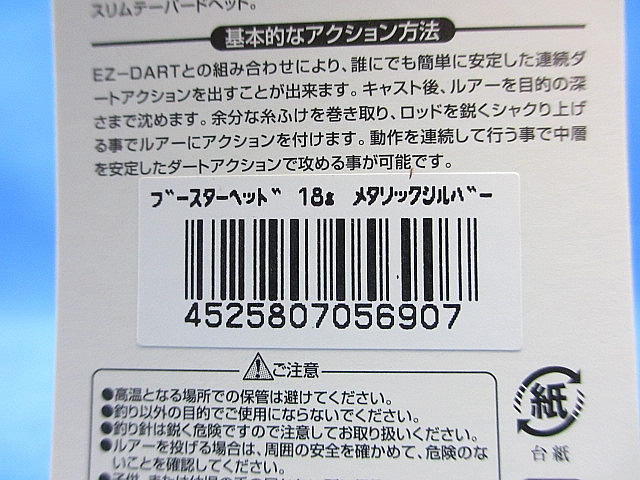 スリムテーパードヘッド。
基本的なアクション方法
EZ-DARTとの組み合わせにより、誰にでも簡単に安定した連続ダ
ートアクションを出すことが出来ます。キャスト後、ルアーを目的の深
さまで沈めます。余分な糸ふけを巻き取り、ロッドを鋭くシャクり上げ
る事でルアーにアクションを付けます。動作を連続して行う事で中層
を安定したダートアクションで攻める事が可能です。
ブースターヘッド 18g メタリックシルバー
4525807056907
ご注意
●高温となる場所での保管は避けてください。
●釣り以外の目的でご使用にならないでください。
●釣り針は鋭く危険ですので注意してお取り扱いください。
●ルアーを投げる場合は、周囲の安全を確かめて、危険のな
いことを確認してください。
紙
台紙